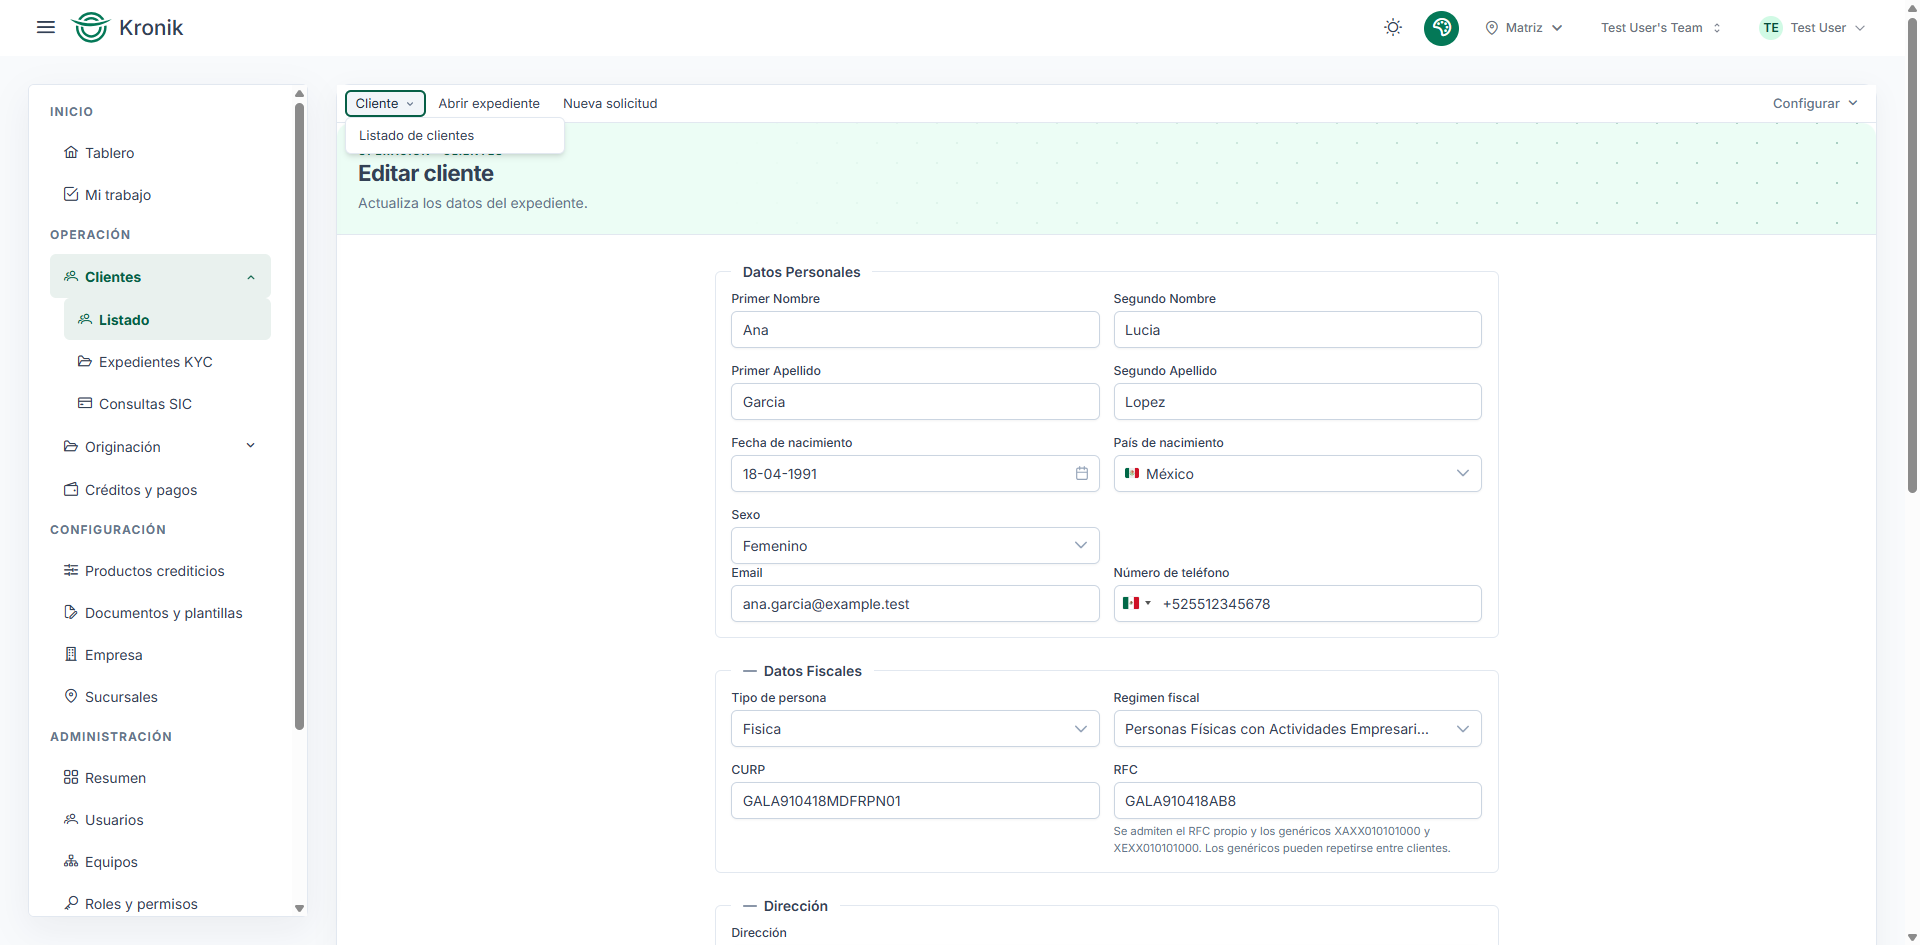 Kronik
Matriz
Test User's Team
TE
Test User
INICIO
Tablero
Mi trabajo
OPERACIÓN
Clientes
Listado
Expedientes KYC
Consultas SIC
Originación
Créditos y pagos
CONFIGURACIÓN
Productos crediticios
Documentos y plantillas
Empresa
Sucursales
ADMINISTRACIÓN
Resumen
Usuarios
Equipos
Roles y permisos
Cliente
Abrir expediente
Nueva solicitud
Configurar
Listado de clientes
Editar cliente
Actualiza los datos del expediente.
Datos Personales
Primer Nombre
Segundo Nombre
Ana
Lucia
Primer Apellido
Segundo Apellido
Garcia
Lopez
Fecha de nacimiento
País de nacimiento
18-04-1991
México
Sexo
Femenino
Email
Número de teléfono
ana.garcia@example.test
+525512345678
Datos Fiscales
Tipo de persona
Regimen fiscal
Fisica
Personas Físicas con Actividades Empresari...
CURP
RFC
GALA910418MDFRPN01
GALA910418AB8
Se admiten el RFC propio y los genéricos XAXX010101000 y
XEXX010101000. Los genéricos pueden repetirse entre clientes.
Dirección
Dirección